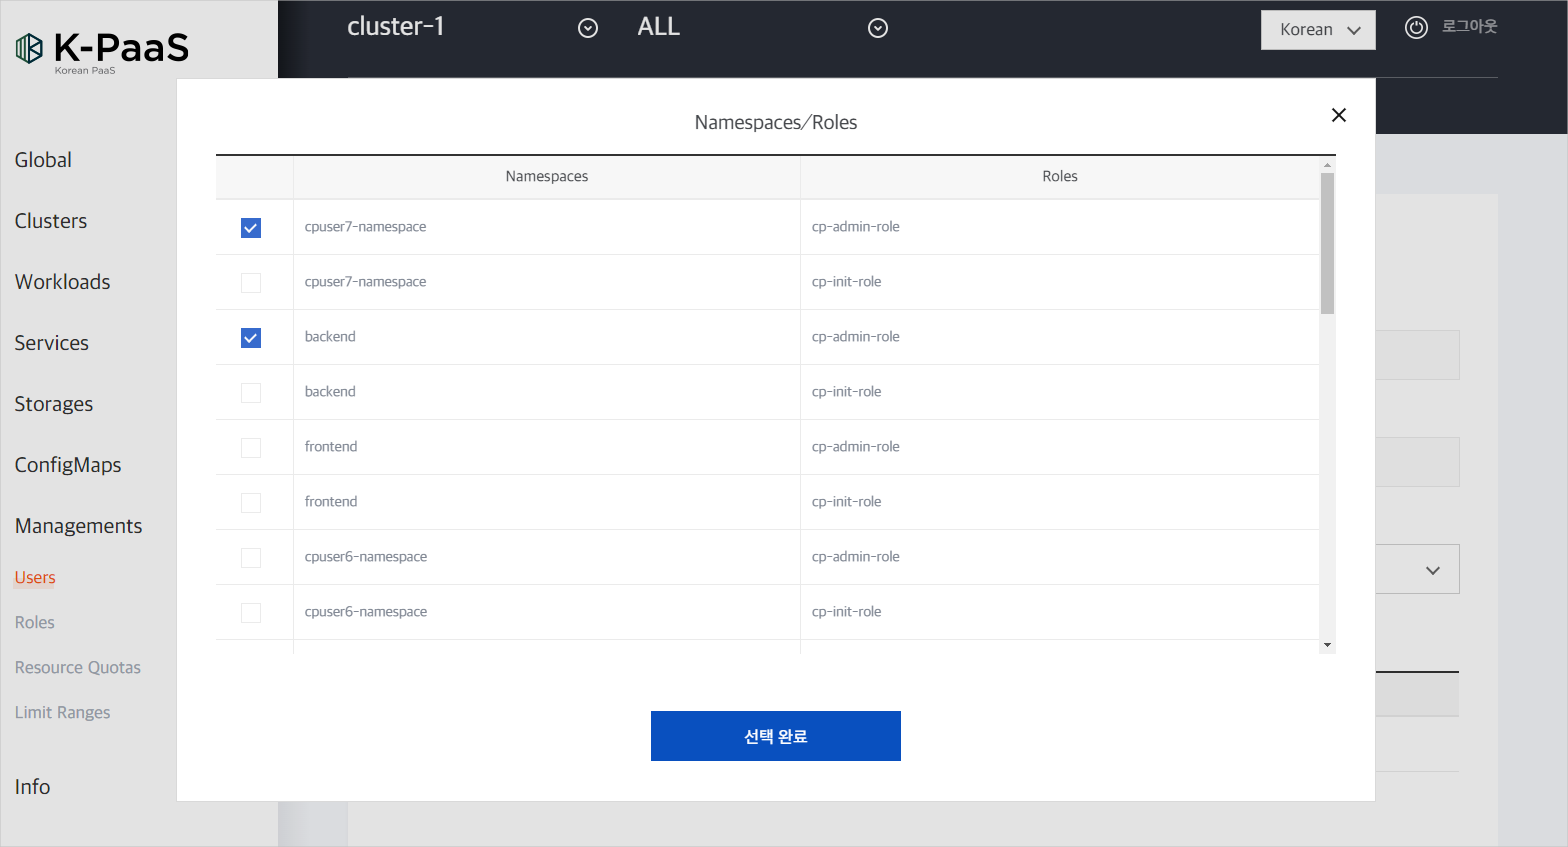 K-PaaS
Korean PaaS
cluster-1
ALL
Korean
로그아웃
Global
Clusters
Workloads
Services
Storages
ConfigMaps
Managements
Users
Roles
Resource Quotas
Limit Ranges
Info
Namespaces/Roles
Namespaces Roles
cpuser7-namespace cp-admin-role
cpuser7-namespace cp-init-role
backend cp-admin-role
backend cp-init-role
frontend cp-admin-role
frontend cp-init-role
cpuser6-namespace cp-admin-role
cpuser6-namespace cp-init-role
선택 완료